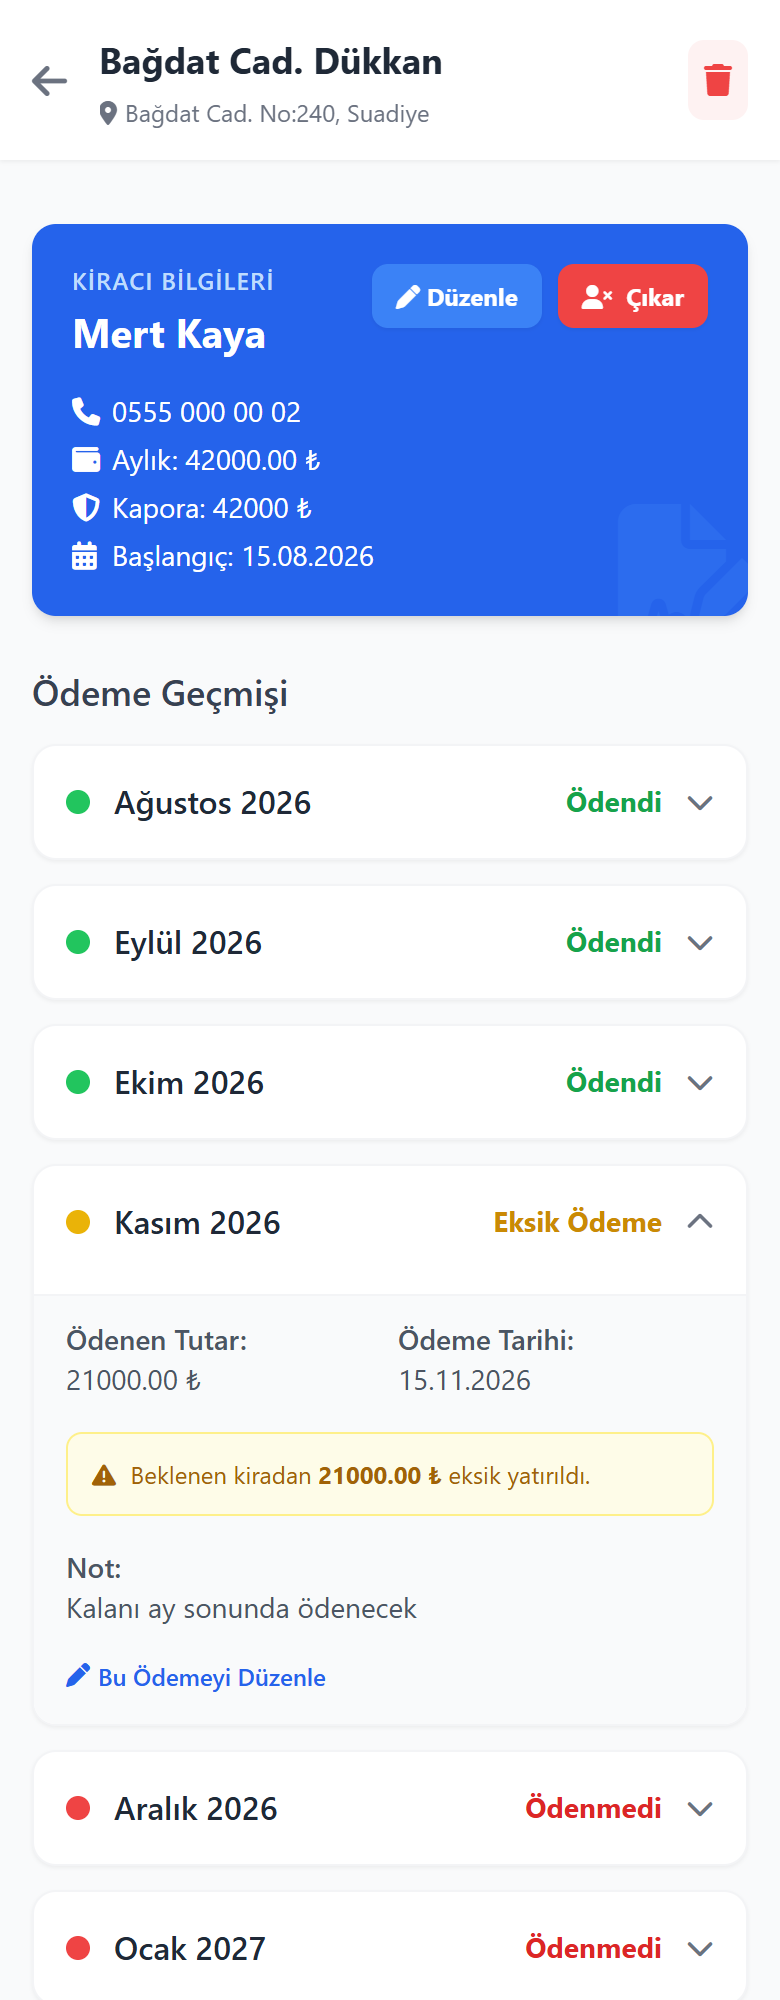 Bağdat Cad. Dükkan
Bağdat Cad. No:240, Suadiye
KİRACI BİLGİLERİ
Mert Kaya
Düzenle
Çıkar
0555 000 00 02
Aylık: 42000.00 ₺
Kapora: 42000 ₺
Başlangıç: 15.08.2026
Ödeme Geçmişi
Ağustos 2026 Ödendi
Eylül 2026 Ödendi
Ekim 2026 Ödendi
Kasım 2026 Eksik Ödeme
Ödenen Tutar: Ödeme Tarihi:
21000.00 ₺ 15.11.2026
Beklenen kiradan 21000.00 ₺ eksik yatırıldı.
Not:
Kalanı ay sonunda ödenecek
Bu Ödemeyi Düzenle
Aralık 2026 Ödenmedi
Ocak 2027 Ödenmedi